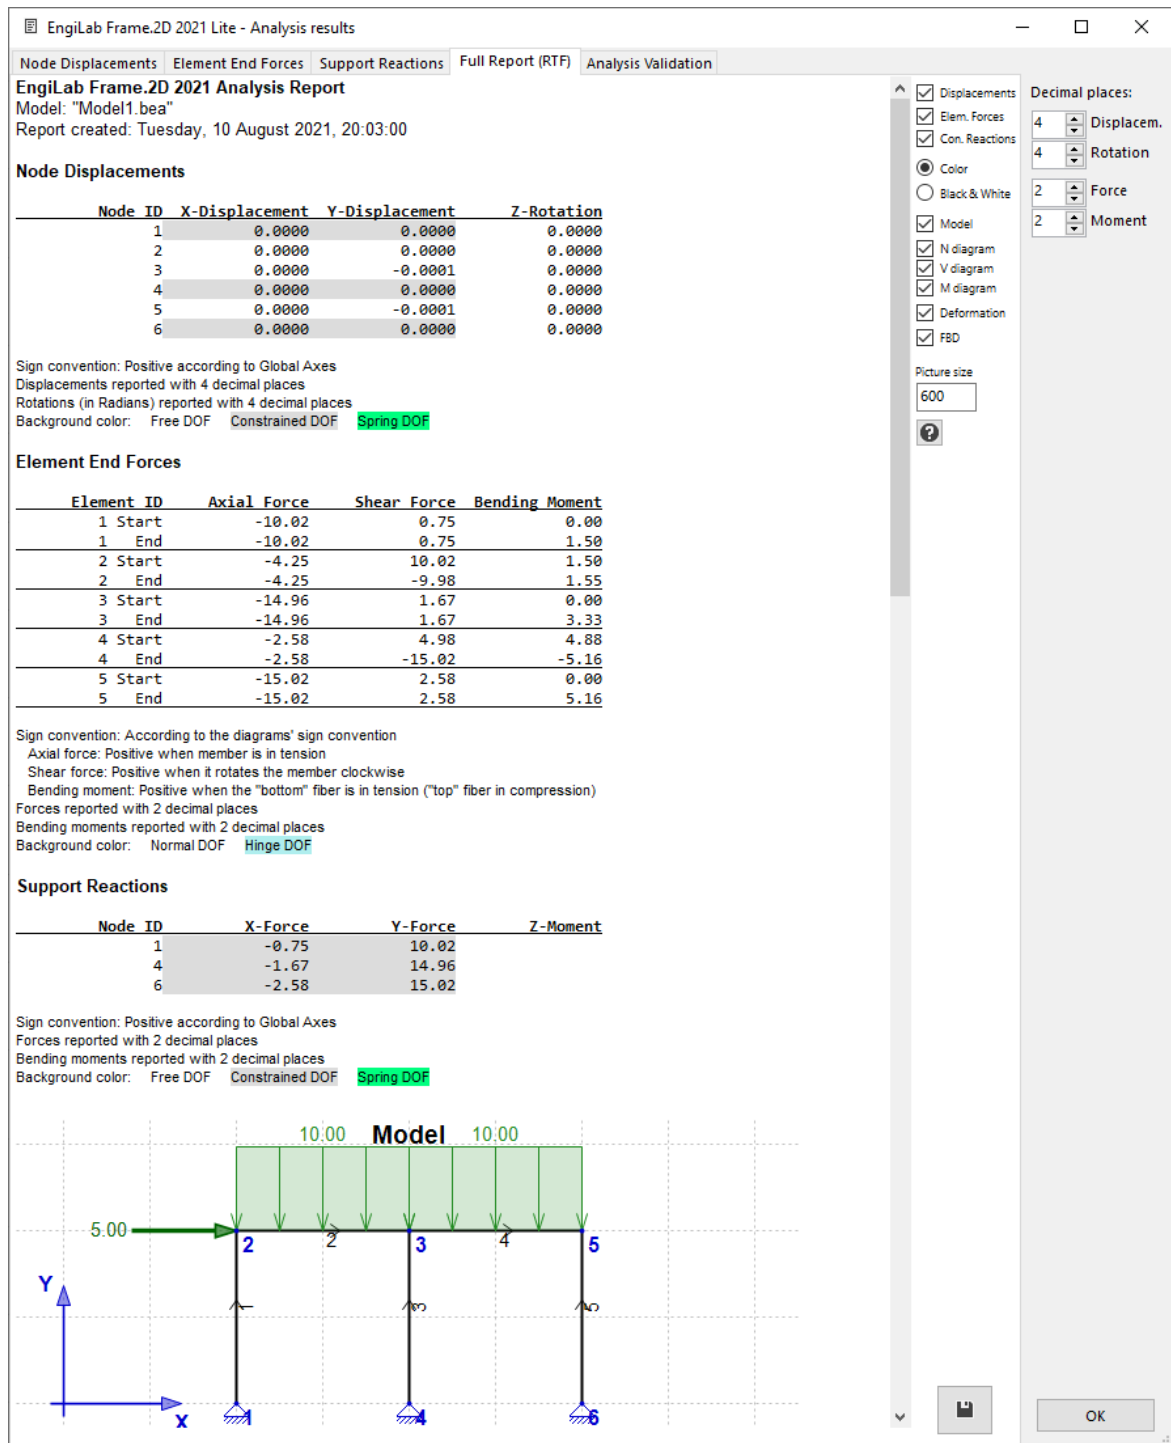 EngiLab Frame.2D 2021 Lite - Analysis results
Node Displacements Element End Forces Support Reactions Full Report (RTF) Analysis Validation
EngiLab Frame.2D 2021 Analysis Report
Model: "Model1.bea"
Report created: Tuesday, 10 August 2021, 20:03:00
Node Displacements
Node ID X-Displacement Y-Displacement Z-Rotation
1 0.0000 0.0000 0.0000
2 0.0000 0.0000 0.0000
3 0.0000 -0.0001 0.0000
4 0.0000 0.0000 0.0000
5 0.0000 -0.0001 0.0000
6 0.0000 0.0000 0.0000
Sign convention: Positive according to Global Axes
Displacements reported with 4 decimal places
Rotations (in Radians) reported with 4 decimal places
Background color: Free DOF Constrained DOF Spring DOF
Element End Forces
Element ID Axial Force Shear Force Bending Moment
1 Start -10.02 0.75 0.00
1 End -10.02 0.75 1.50
2 Start -4.25 10.02 1.50
2 End -4.25 -9.98 1.55
3 Start -14.96 1.67 0.00
3 End -14.96 1.67 3.33
4 Start -2.58 4.98 4.88
4 End -2.58 -15.02 -5.16
5 Start -15.02 2.58 0.00
5 End -15.02 2.58 5.16
Sign convention: According to the diagrams' sign convention
Axial force: Positive when member is in tension
Shear force: Positive when it rotates the member clockwise
Bending moment: Positive when the "bottom" fiber is in tension ("top" fiber in compression)
Forces reported with 2 decimal places
Bending moments reported with 2 decimal places
Background color: Normal DOF Hinge DOF
Support Reactions
Node ID X-Force Y-Force Z-Moment
1 -0.75 10.02
4 -1.67 14.96
6 -2.58 15.02
Sign convention: Positive according to Global Axes
Forces reported with 2 decimal places
Bending moments reported with 2 decimal places
Background color: Free DOF Constrained DOF Spring DOF
10.00 Model 10.00
5.00
2 2 3 4 5
Y
1 3 5
X 1 4 6
Displacements
Elem. Forces
Con. Reactions
Color
Black & White
Model
N diagram
V diagram
M diagram
Deformation
FBD
Picture size
600
?
Decimal places:
4 Displacem.
4 Rotation
2 Force
2 Moment
OK